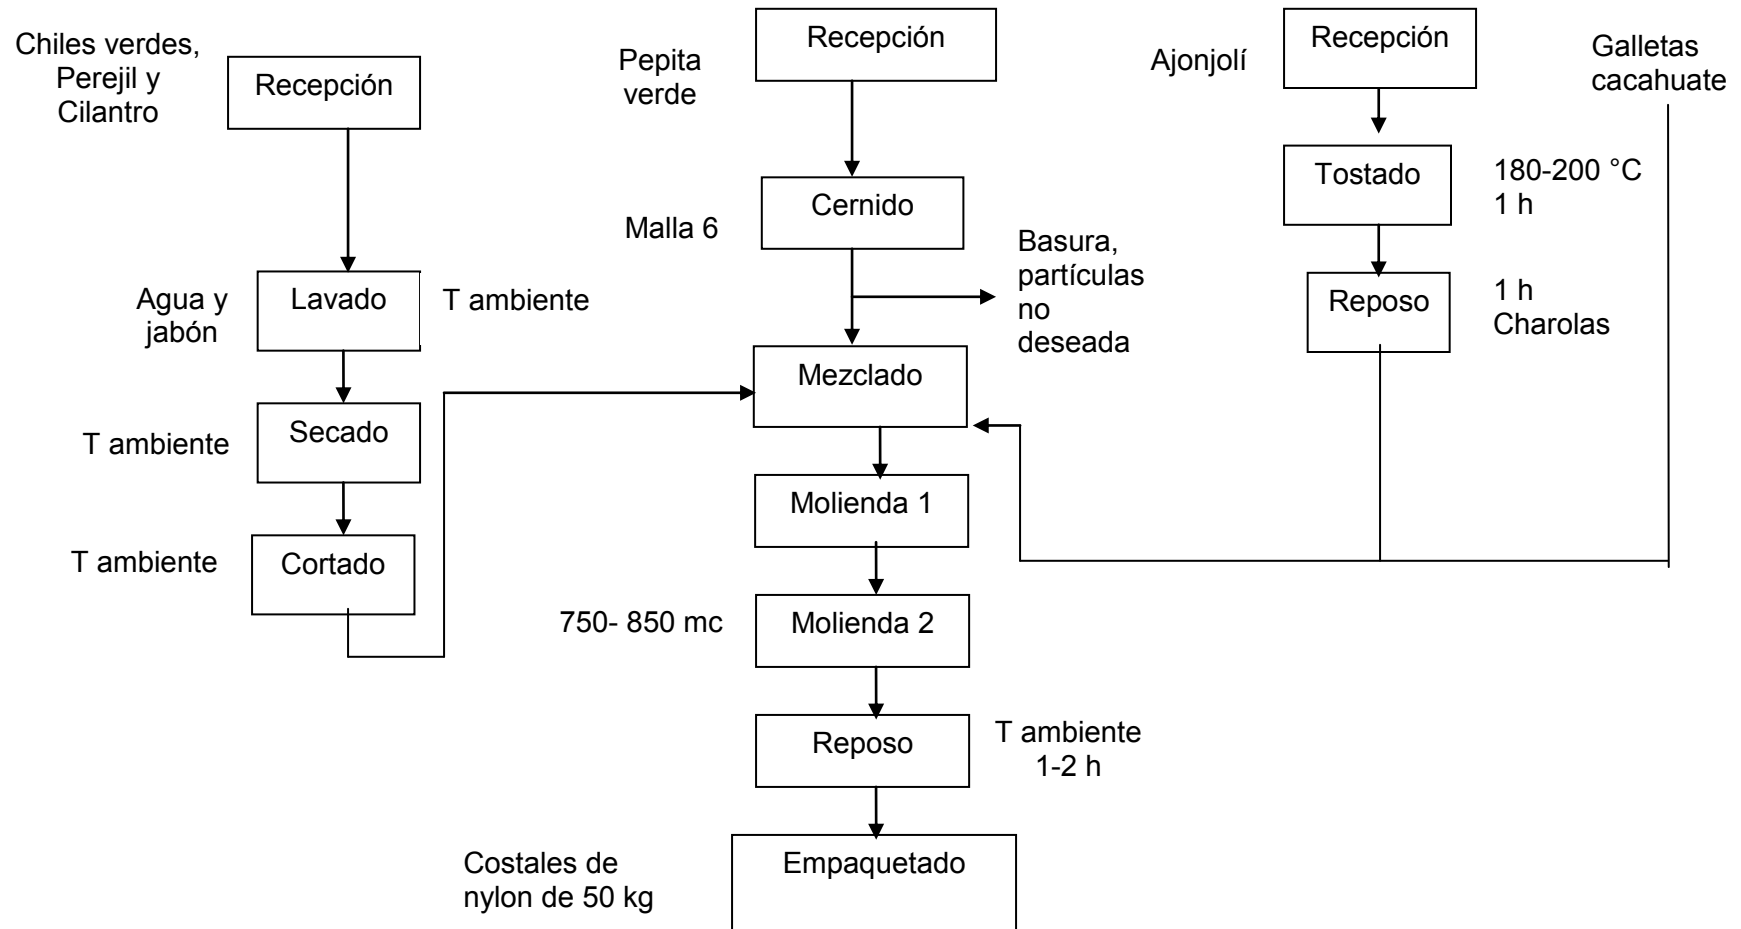 Chiles verdes,
Perejil y
Cilantro
Recepción
Agua y
jabón
Lavado
T ambiente
T ambiente
Secado
T ambiente
Cortado
Pepita
verde
Recepción
Malla 6
Cernido
Basura,
partículas
no
deseada
Mezclado
Molienda 1
750- 850 mc
Molienda 2
Reposo
T ambiente
1-2 h
Costales de
nylon de 50 kg
Empaquetado
Ajonjolí
Recepción
Tostado
180-200 °C
1 h
Reposo
1 h
Charolas
Galletas
cacahuate